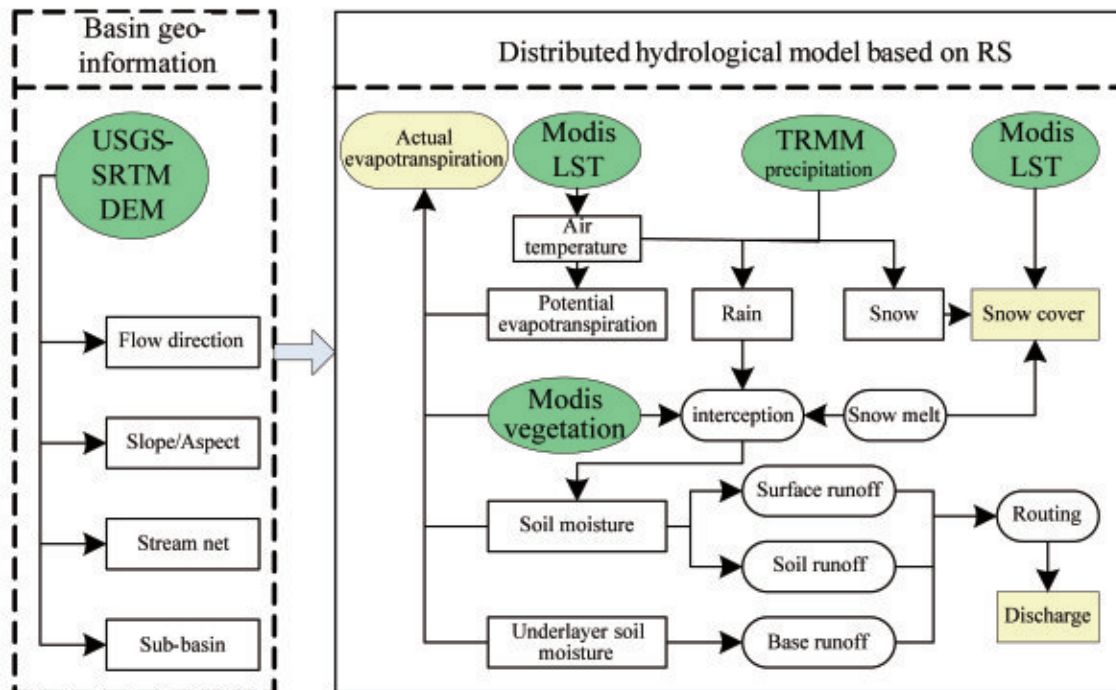 Basin geo-
information
USGS-
SRTM
DEM
Flow direction
Slope/Aspect
Stream net
Sub-basin
Distributed hydrological model based on RS
Actual
evapotranspiration
Modis
LST
TRMM
precipitation
Modis
LST
Air
temperature
Potential
evapotranspiration
Rain
Snow
Snow cover
Modis
vegetation
interception
Snow melt
Soil moisture
Surface runoff
Soil runoff
Routing
Discharge
Underlayer soil
moisture
Base runoff